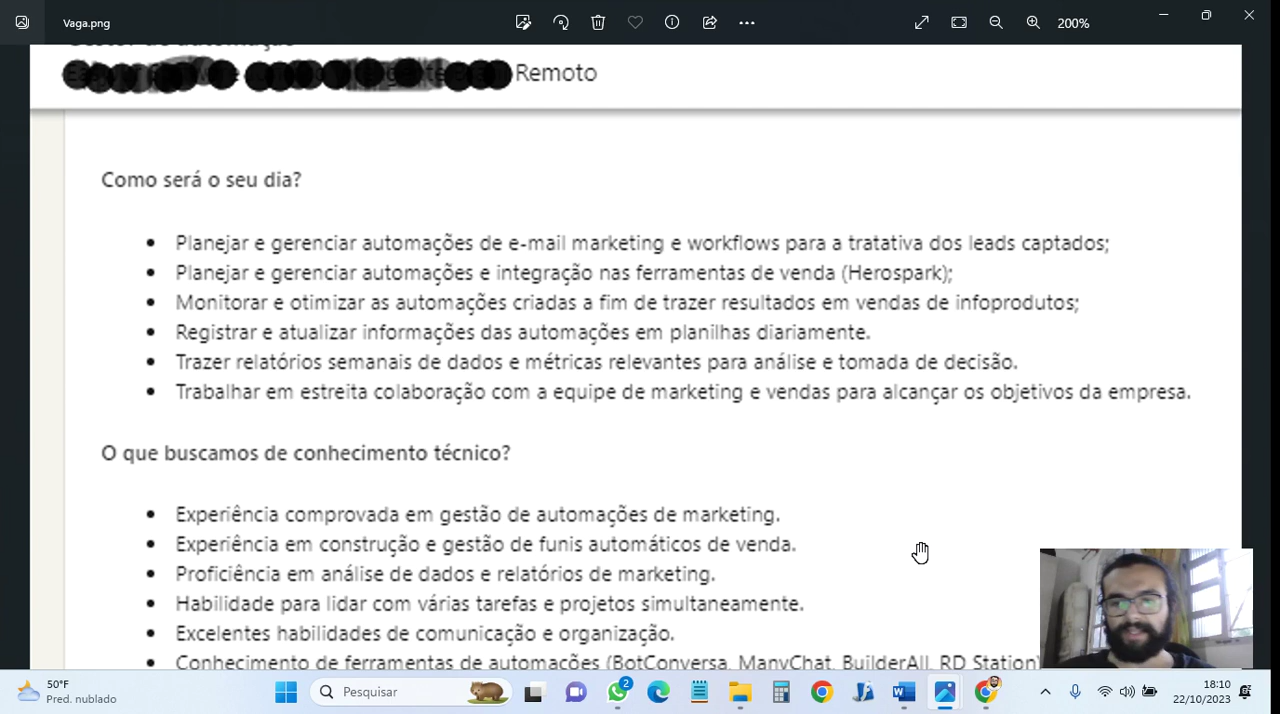 Vaga.png
200%
Remoto
Como será o seu dia?
• Planejar e gerenciar automações de e-mail marketing e workflows para a tratativa dos leads captados;
• Planejar e gerenciar automações e integração nas ferramentas de venda (Herospark);
• Monitorar e otimizar as automações criadas a fim de trazer resultados em vendas de infoprodutos;
• Registrar e atualizar informações das automações em planilhas diariamente.
• Trazer relatórios semanais de dados e métricas relevantes para análise e tomada de decisão.
• Trabalhar em estreita colaboração com a equipe de marketing e vendas para alcançar os objetivos da empresa.
O que buscamos de conhecimento técnico?
• Experiência comprovada em gestão de automações de marketing.
• Experiência em construção e gestão de funis automáticos de venda.
• Proficiência em análise de dados e relatórios de marketing.
• Habilidade para lidar com várias tarefas e projetos simultaneamente.
• Excelentes habilidades de comunicação e organização.
• Conhecimento de ferramentas de automações (BotConversa, ManyChat, BuilderAll, RD Station)
50°F
Pred. nublado
Pesquisar
2
18:10
22/10/2023